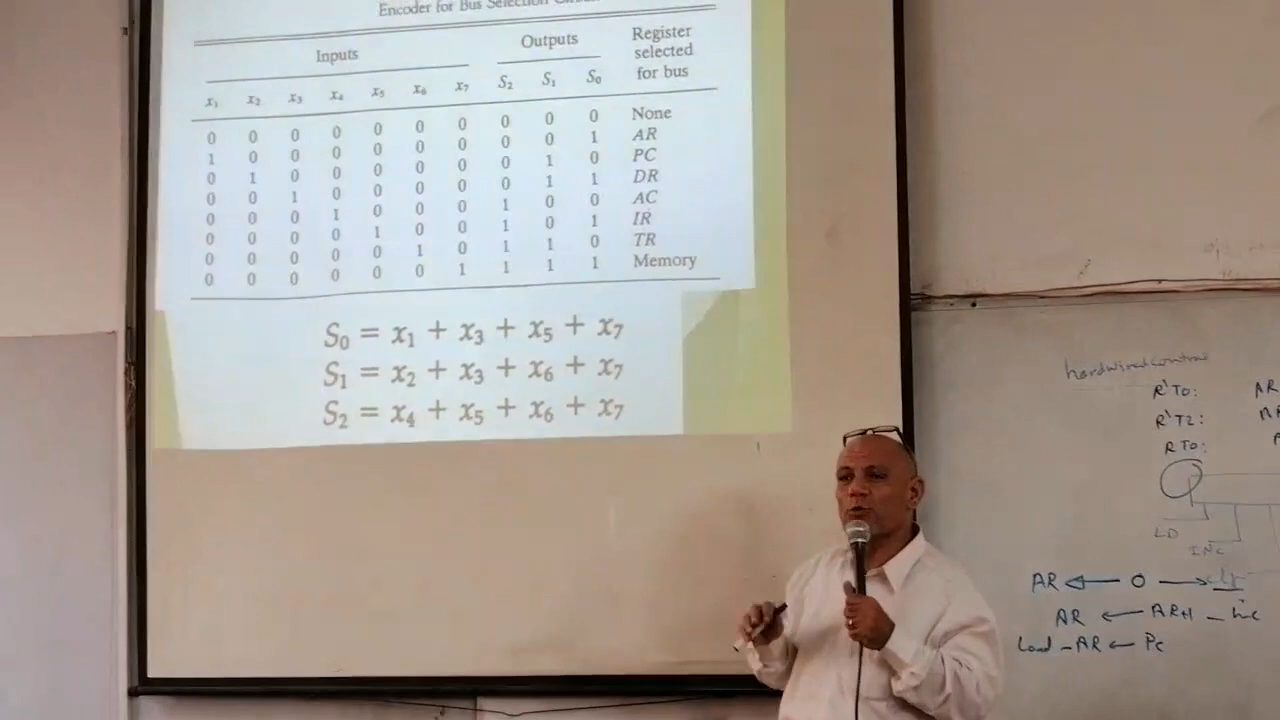 Encoder for Bus Selection
Inputs Outputs Register selected for bus
x₁ x₂ x₃ x₄ x₅ x₆ x₇ S₂ S₁ S₀
0 0 0 0 0 0 0 0 0 0 None
1 0 0 0 0 0 0 0 0 1 AR
0 1 0 0 0 0 0 0 1 0 PC
0 0 1 0 0 0 0 0 1 1 DR
0 0 0 1 0 0 0 1 0 0 AC
0 0 0 0 1 0 0 1 0 1 IR
0 0 0 0 0 1 0 1 1 0 TR
0 0 0 0 0 0 1 1 1 1 Memory
S₀ = x₁ + x₃ + x₅ + x₇
S₁ = x₂ + x₃ + x₆ + x₇
S₂ = x₄ + x₅ + x₆ + x₇
R'T0: AR
R'T2:
RT0:
LD
INC
AR ← 0 →
AR ← AR+1 – inc
Load – AR ← Pc